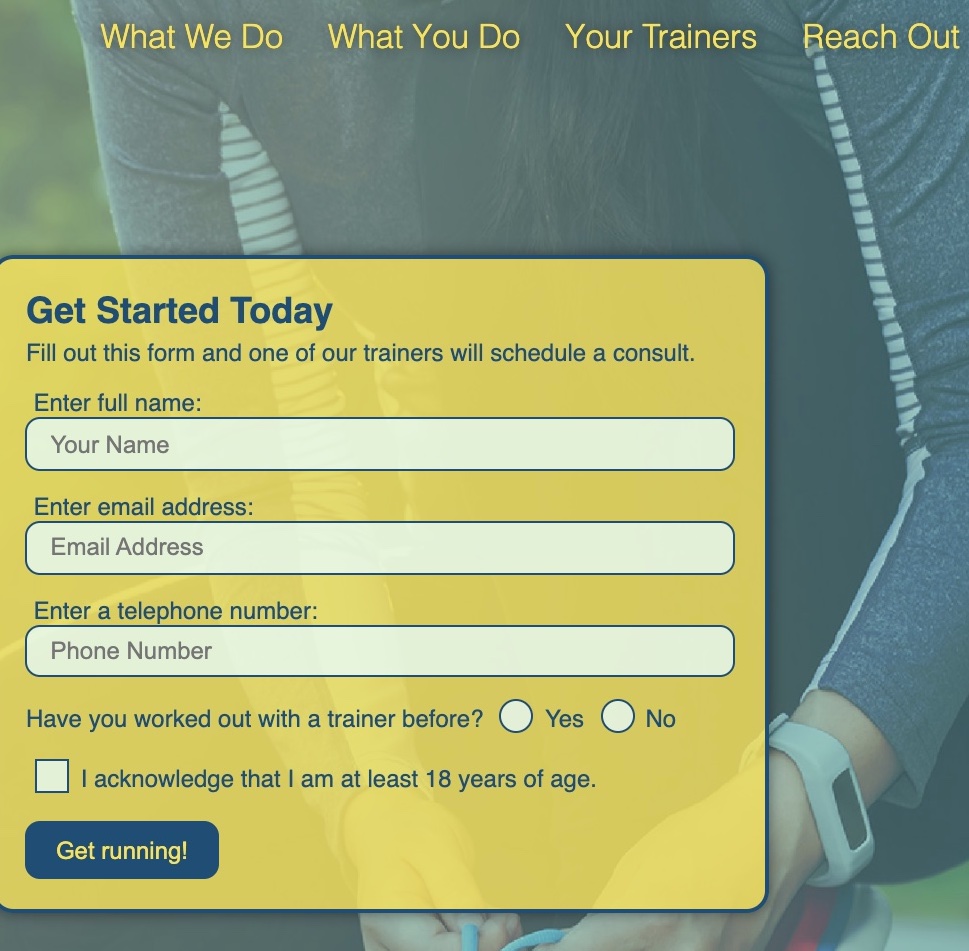 What We Do What You Do Your Trainers Reach Out
Get Started Today
Fill out this form and one of our trainers will schedule a consult.
Enter full name:
Your Name
Enter email address:
Email Address
Enter a telephone number:
Phone Number
Have you worked out with a trainer before? Yes No
I acknowledge that I am at least 18 years of age.
Get running!